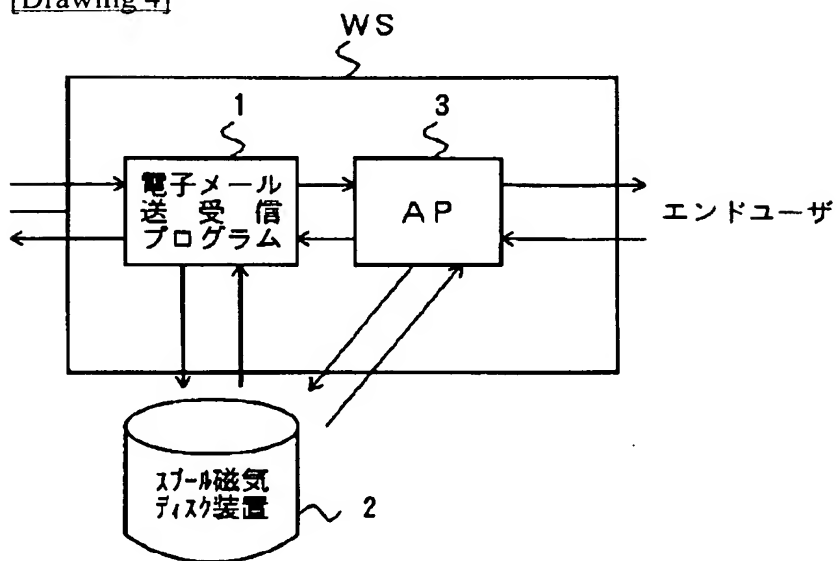 [Drawing 4]
WS
1
3
電子メール
送受信
プログラム
AP
エンドユーザ
スプール磁気
ディスク装置
2